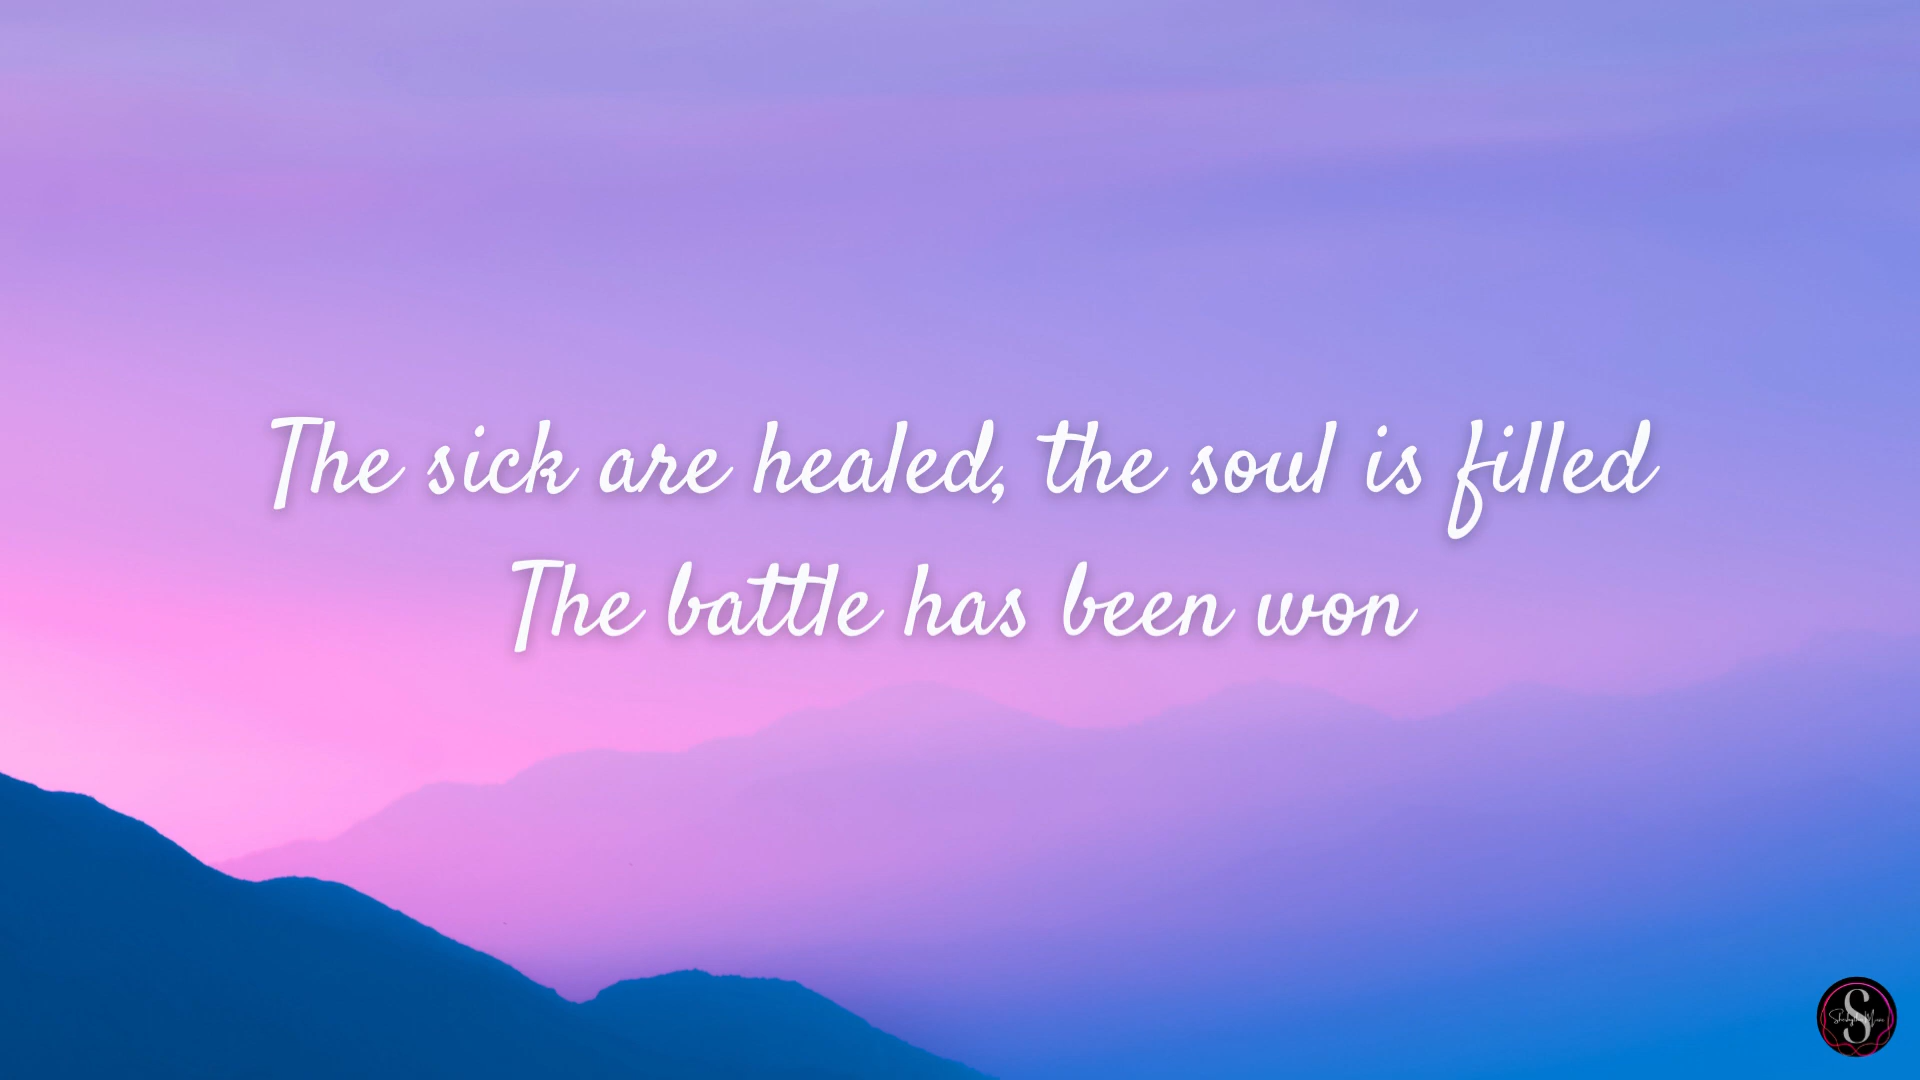 The sick are healed, the soul is filled
The battle has been won
S